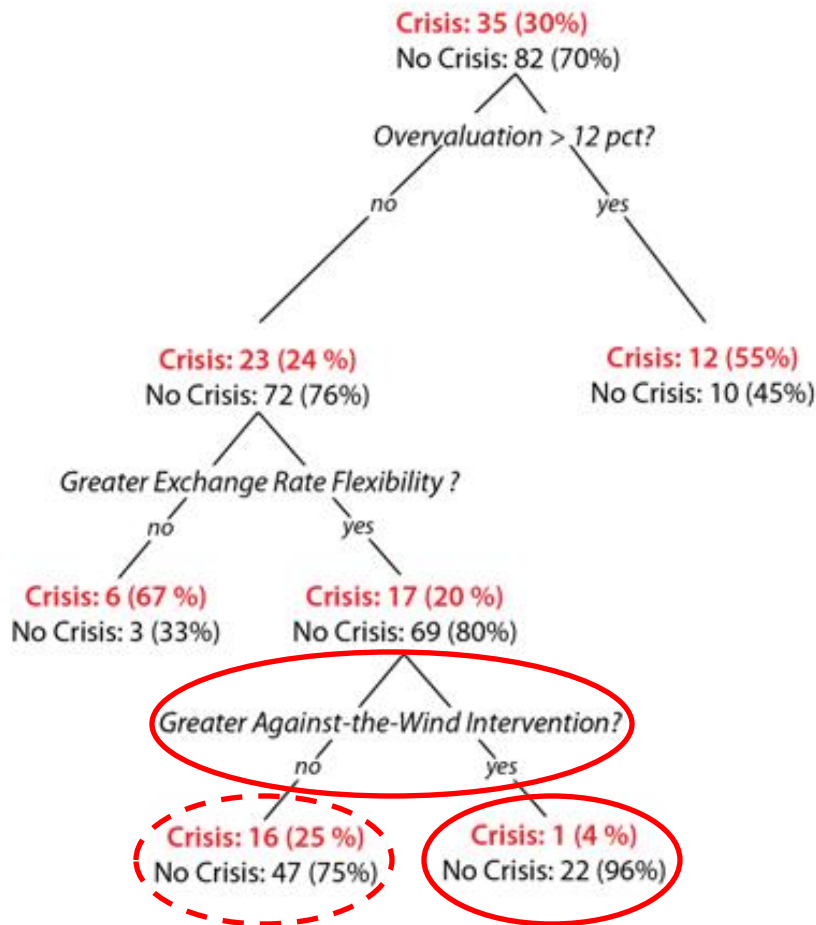 Crisis: 35 (30%)
No Crisis: 82 (70%)
Overvaluation > 12 pct?
no
yes
Crisis: 23 (24 %)
No Crisis: 72 (76%)
Crisis: 12 (55%)
No Crisis: 10 (45%)
Greater Exchange Rate Flexibility ?
no
yes
Crisis: 6 (67 %)
No Crisis: 3 (33%)
Crisis: 17 (20 %)
No Crisis: 69 (80%)
Greater Against-the-Wind Intervention?
no
yes
Crisis: 16 (25 %)
No Crisis: 47 (75%)
Crisis: 1 (4 %)
No Crisis: 22 (96%)